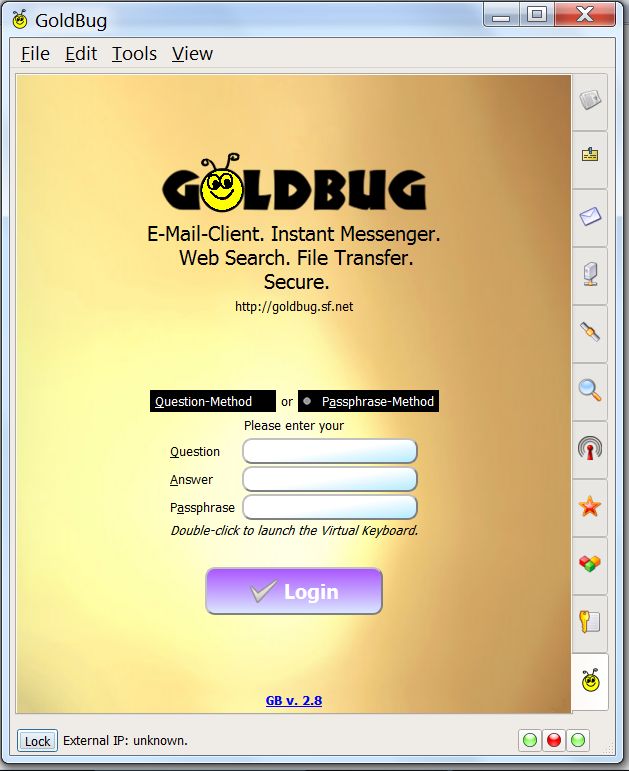 GoldBug
File Edit Tools View
GOLDBUG
E-Mail-Client. Instant Messenger.
Web Search. File Transfer.
Secure.
http://goldbug.sf.net
Question-Method or Passphrase-Method
Please enter your
Question
Answer
Passphrase
Double-click to launch the Virtual Keyboard.
Login
GB v. 2.8
Lock External IP: unknown.